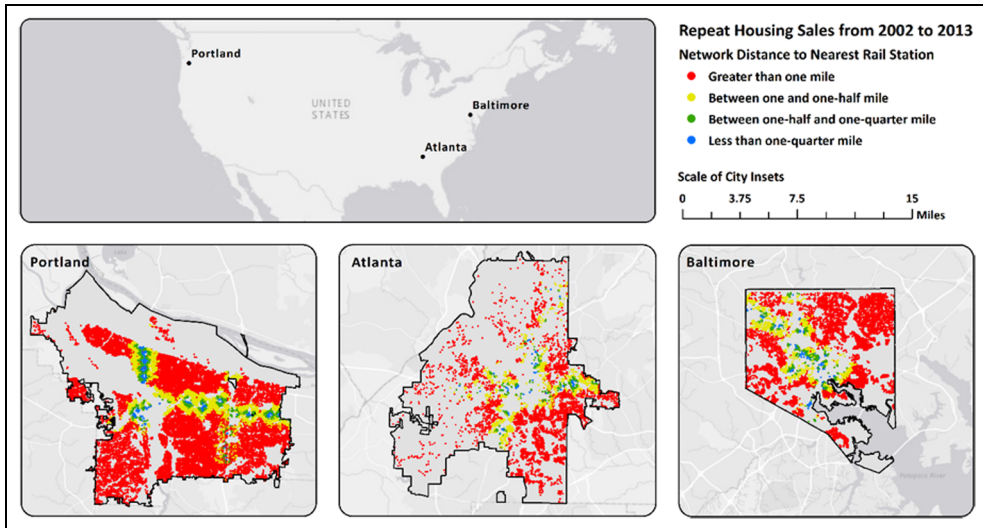 Repeat Housing Sales from 2002 to 2013
Network Distance to Nearest Rail Station
Greater than one mile
Between one and one-half mile
Between one-half and one-quarter mile
Less than one-quarter mile
Scale of City Insets
0 3.75 7.5 15
Miles
Portland
UNITED
STATES
Baltimore
Atlanta
Portland
Atlanta
Baltimore
Patapsco River